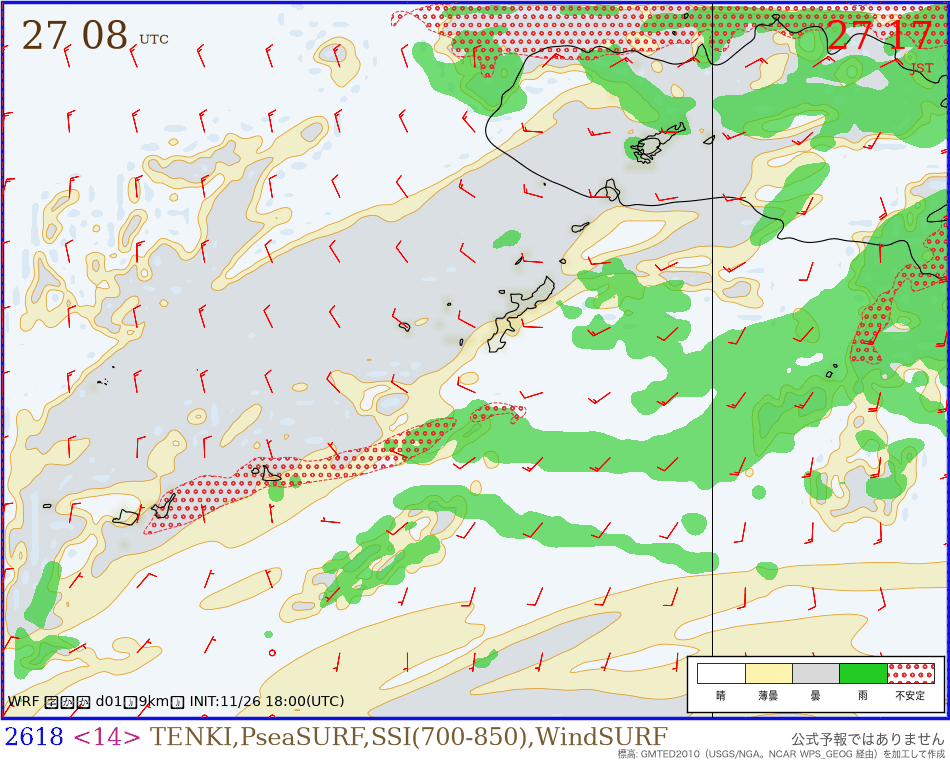 27 08 UTC
27 17
JST
晴 薄曇 曇 雨 不安定
WRF d01 9km INIT:11/26 18:00(UTC)
2618 <14> TENKI,PseaSURF,SSI(700-850),WindSURF
公式予報ではありません
標高: GMTED2010（USGS/NGA。NCAR WPS_GEOG 経由）を加工して作成